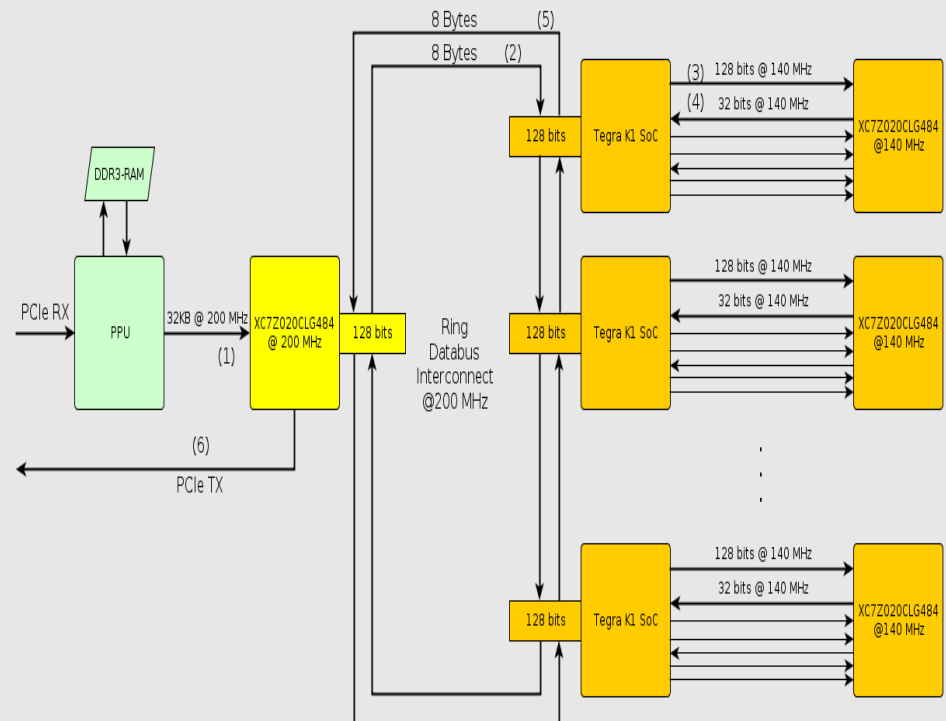 8 Bytes (5)
8 Bytes (2)
(3) 128 bits @ 140 MHz
(4) 32 bits @ 140 MHz
128 bits
Tegra K1 SoC
XC7Z020CLG484
@140 MHz
DDR3-RAM
PCIe RX
PPU
32KB @ 200 MHz
(1)
XC7Z020CLG484
@ 200 MHz
128 bits
Ring
Databus
Interconnect
@200 MHz
128 bits
Tegra K1 SoC
128 bits @ 140 MHz
32 bits @ 140 MHz
XC7Z020CLG484
@140 MHz
(6)
PCIe TX
.
.
.
128 bits
Tegra K1 SoC
128 bits @ 140 MHz
32 bits @ 140 MHz
XC7Z020CLG484
@140 MHz